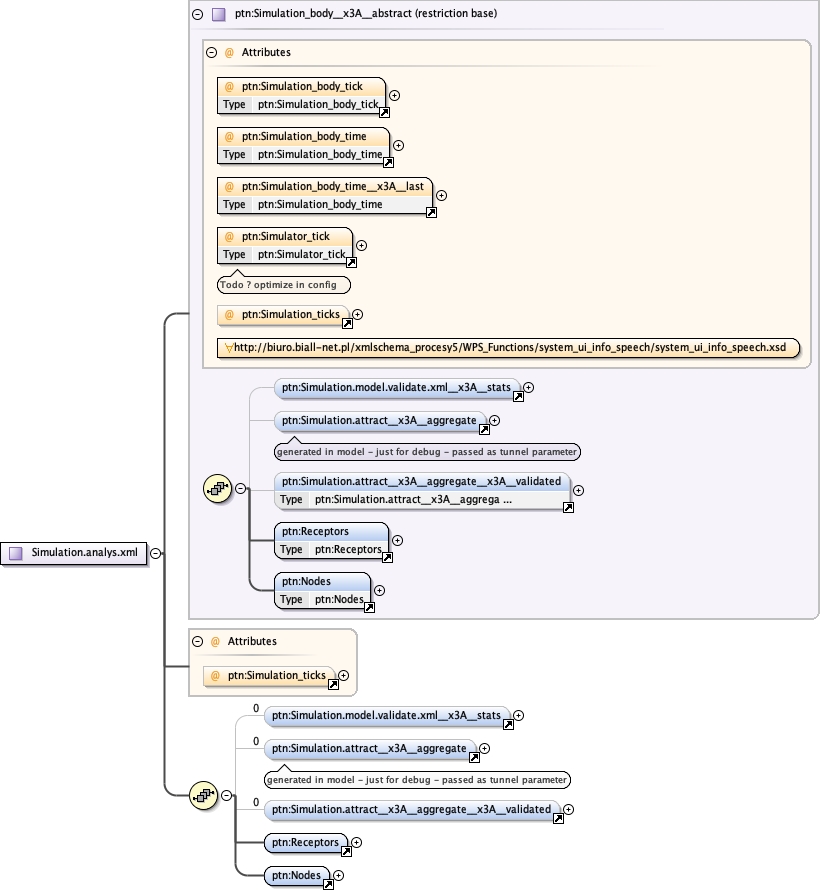 ptn:Simulation_body__x3A__abstract (restriction base)
@ Attributes
@ ptn:Simulation_body_tick
Type ptn:Simulation_body_tick
@ ptn:Simulation_body_time
Type ptn:Simulation_body_time
@ ptn:Simulation_body_time__x3A__last
Type ptn:Simulation_body_time
@ ptn:Simulator_tick
Type ptn:Simulator_tick
Todo ? optimize in config
@ ptn:Simulation_ticks
∀http://biuro.biall-net.pl/xmlschema_procesy5/WPS_Functions/system_ui_info_speech/system_ui_info_speech.xsd
ptn:Simulation.model.validate.xml__x3A__stats
ptn:Simulation.attract__x3A__aggregate
generated in model - just for debug - passed as tunnel parameter
ptn:Simulation.attract__x3A__aggregate__x3A__validated
Type ptn:Simulation.attract__x3A__aggrega ...
ptn:Receptors
Type ptn:Receptors
Simulation.analys.xml
ptn:Nodes
Type ptn:Nodes
@ Attributes
@ ptn:Simulation_ticks
0 ptn:Simulation.model.validate.xml__x3A__stats
0 ptn:Simulation.attract__x3A__aggregate
generated in model - just for debug - passed as tunnel parameter
0 ptn:Simulation.attract__x3A__aggregate__x3A__validated
ptn:Receptors
ptn:Nodes